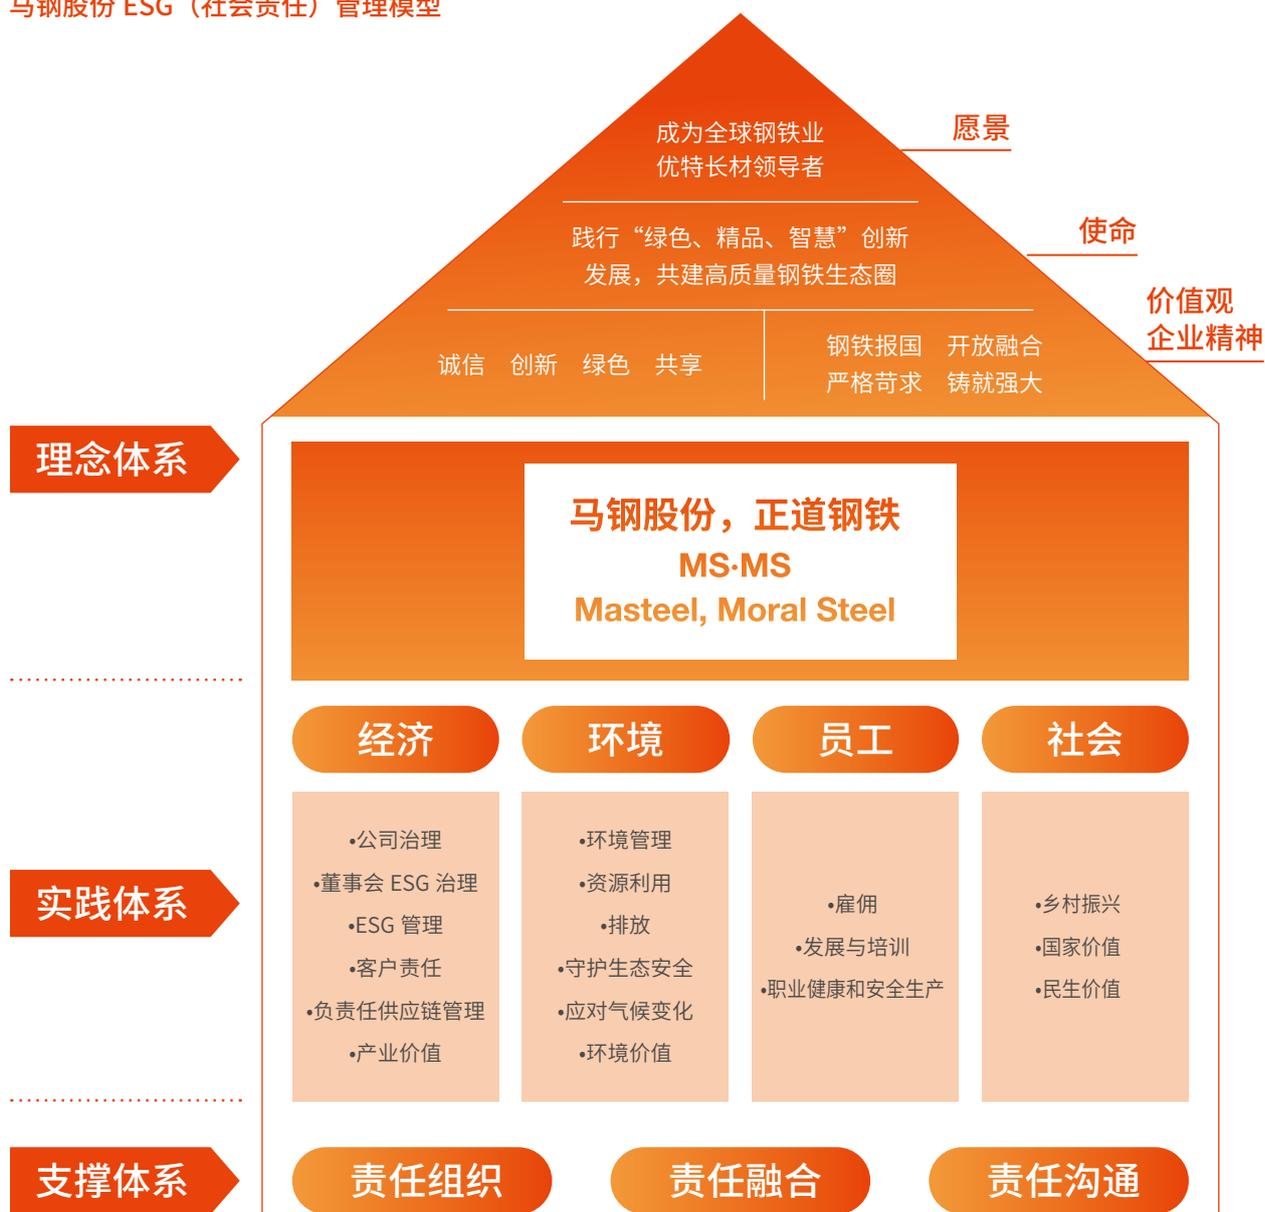 马钢股份 ESG（社会责任）管理模型
成为全球钢铁业
优特长材领导者
愿景
践行“绿色、精品、智慧”创新
发展，共建高质量钢铁生态圈
使命
诚信 创新 绿色 共享
钢铁报国 开放融合
严格苛求 铸就强大
价值观
企业精神
理念体系
马钢股份，正道钢铁
MS·MS
Masteel, Moral Steel
实践体系
经济
•公司治理
•董事会 ESG 治理
•ESG 管理
•客户责任
•负责任供应链管理
•产业价值
环境
•环境管理
•资源利用
•排放
•守护生态安全
•应对气候变化
•环境价值
员工
•雇佣
•发展与培训
•职业健康和安全生产
社会
•乡村振兴
•国家价值
•民生价值
支撑体系
责任组织
责任融合
责任沟通